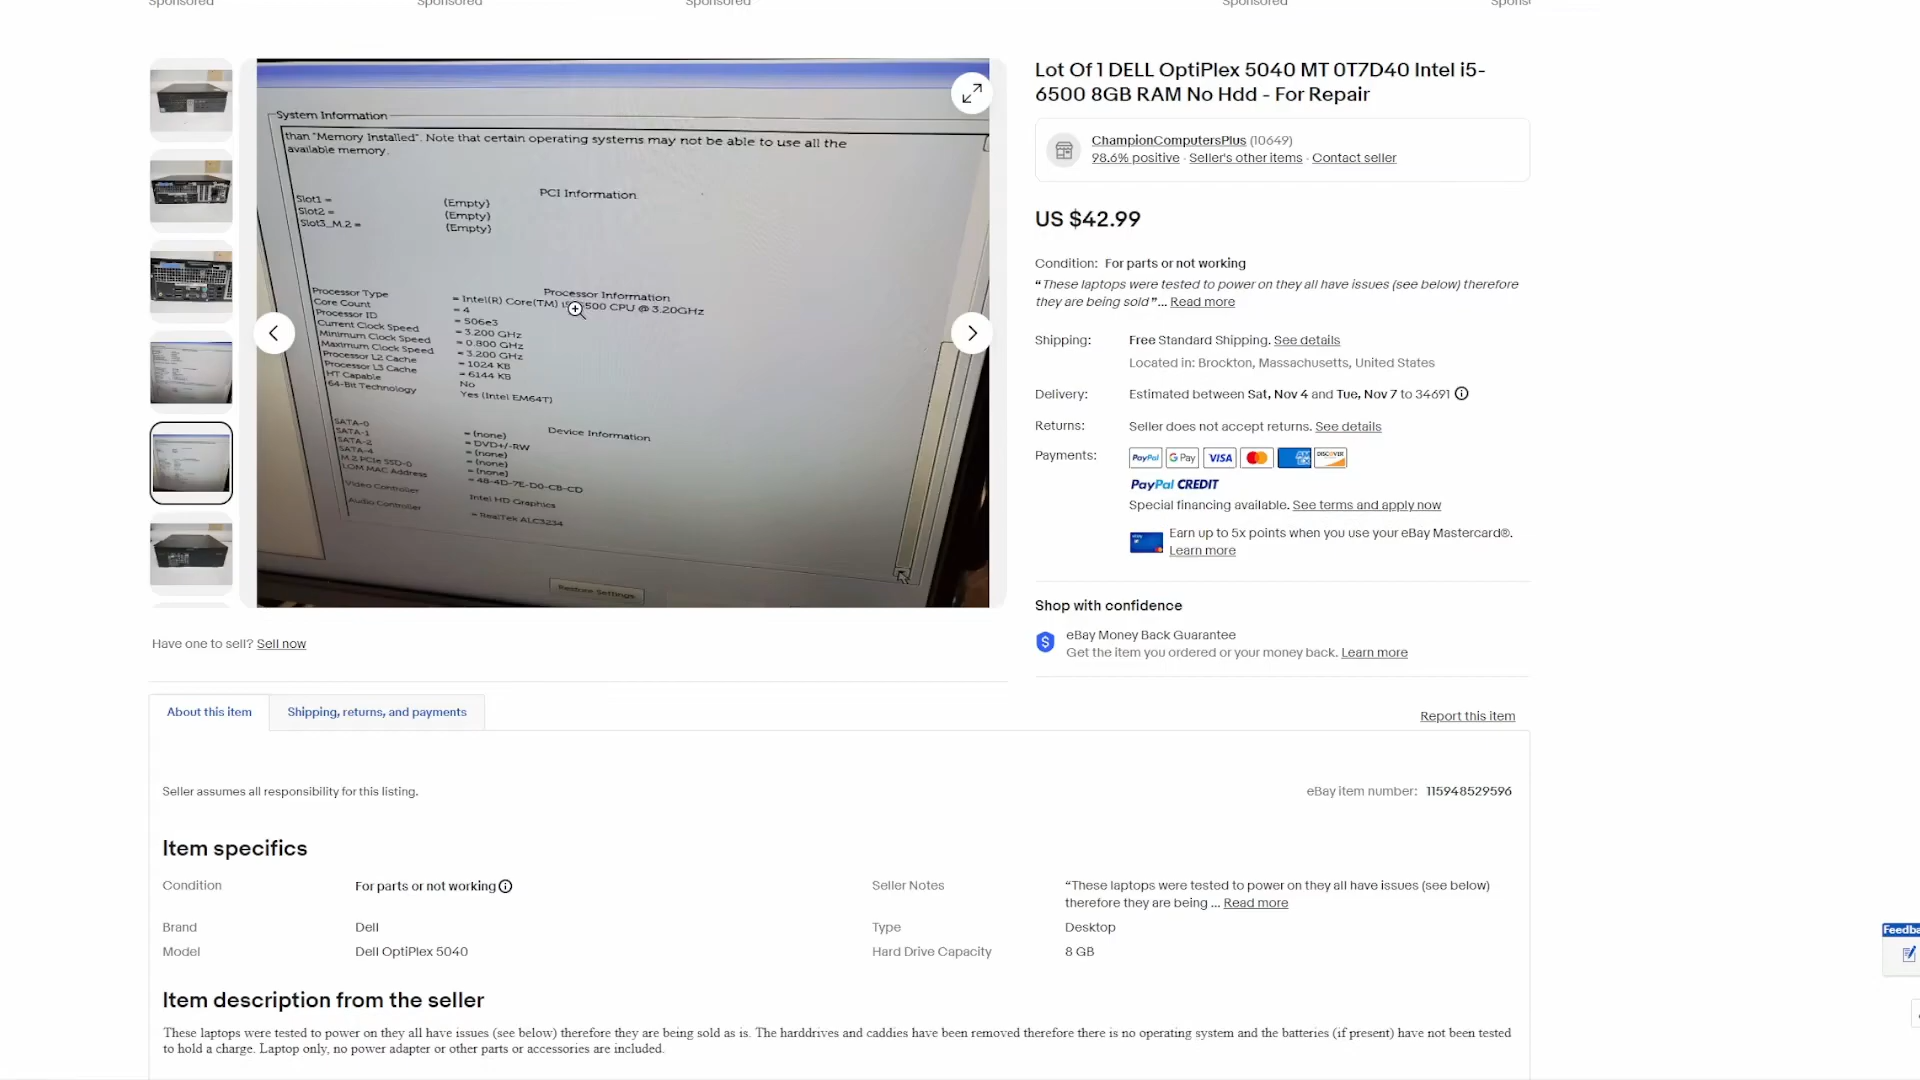 Sponsored
Sponsored
Sponsored
Sponsored
System Information
than "Memory Installed". Note that certain operating systems may not be able to use all the
available memory.
PCI Information
Slot1 = (Empty)
Slot2 = (Empty)
Slot3_M.2 = (Empty)
Processor Information
Processor Type = Intel(R) Core(TM) 500 CPU @ 3.20GHz
Core Count = 4
Processor ID = 506e3
Current Clock Speed = 3.200 GHz
Minimum Clock Speed = 0.800 GHz
Maximum Clock Speed = 3.200 GHz
Processor L2 Cache = 1024 KB
Processor L3 Cache = 6144 KB
HT Capable No
64-Bit Technology Yes (Intel EM64T)
Device Information
SATA-0 = (none)
SATA-1 = DVD+/-RW
SATA-2 = (none)
SATA-4 = (none)
M.2 PCIe SSD-0 = (none)
LOM MAC Address = 48-4D-7E-D0-CB-CD
Video Controller Intel HD Graphics
Audio Controller = RealTek ALC3234
Restore Settings
Have one to sell? Sell now
Lot Of 1 DELL OptiPlex 5040 MT 0T7D40 Intel i5-
6500 8GB RAM No Hdd - For Repair
ChampionComputersPlus (10649)
98.6% positive · Seller's other items · Contact seller
US $42.99
Condition: For parts or not working
“These laptops were tested to power on they all have issues (see below) therefore
they are being sold”... Read more
Shipping: Free Standard Shipping. See details
Located in: Brockton, Massachusetts, United States
Delivery: Estimated between Sat, Nov 4 and Tue, Nov 7 to 34691
Returns: Seller does not accept returns. See details
Payments: PayPal G Pay VISA DISCOVER
PayPal CREDIT
Special financing available. See terms and apply now
Earn up to 5x points when you use your eBay Mastercard®.
Learn more
Shop with confidence
eBay Money Back Guarantee
Get the item you ordered or your money back. Learn more
About this item
Shipping, returns, and payments
Report this item
Seller assumes all responsibility for this listing.
eBay item number: 115948529596
Item specifics
Condition For parts or not working
Seller Notes “These laptops were tested to power on they all have issues (see below)
therefore they are being ... Read more
Brand Dell
Type Desktop
Model Dell OptiPlex 5040
Hard Drive Capacity 8 GB
Item description from the seller
These laptops were tested to power on they all have issues (see below) therefore they are being sold as is. The harddrives and caddies have been removed therefore there is no operating system and the batteries (if present) have not been tested
to hold a charge. Laptop only, no power adapter or other parts or accessories are included.